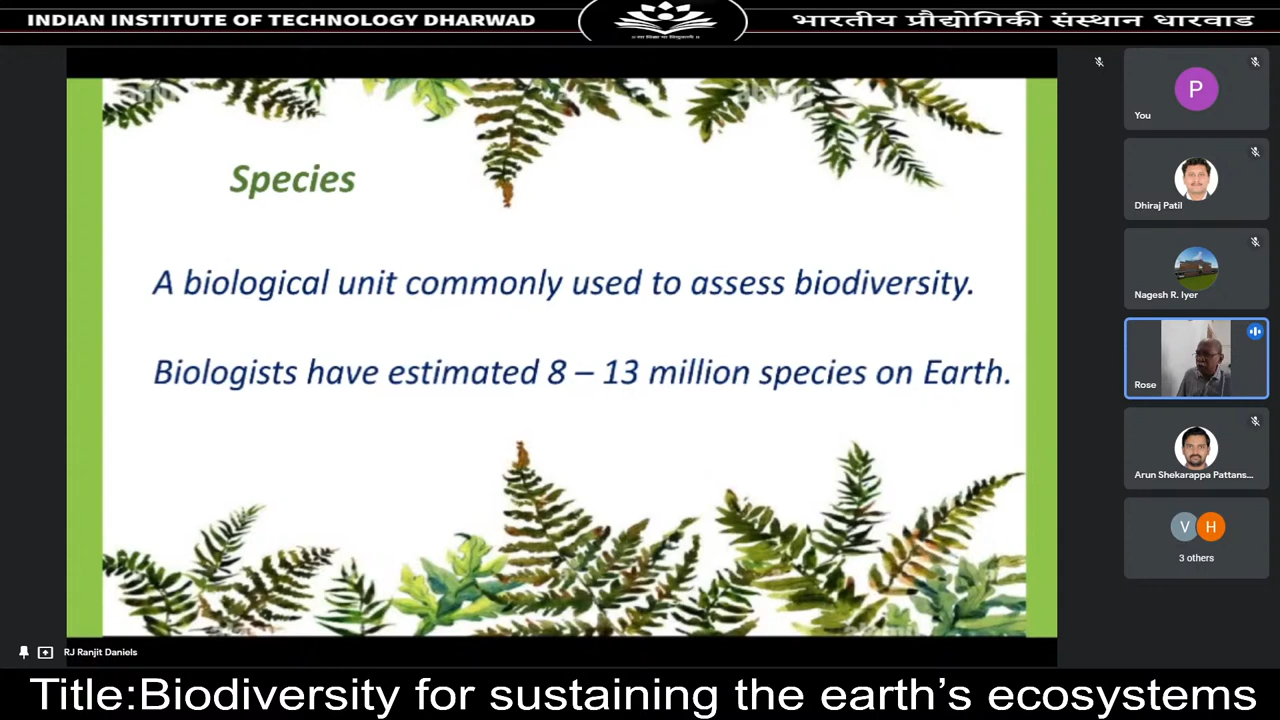 INDIAN INSTITUTE OF TECHNOLOGY DHARWAD
भारतीय प्रौद्योगिकी संस्थान धारवाड
Species
A biological unit commonly used to assess biodiversity.
Biologists have estimated 8 – 13 million species on Earth.
P
You
Dhiraj Patil
Nagesh R. Iyer
Rose
Arun Shekarappa Pattans...
V H
3 others
RJ Ranjit Daniels
Title:Biodiversity for sustaining the earth's ecosystems